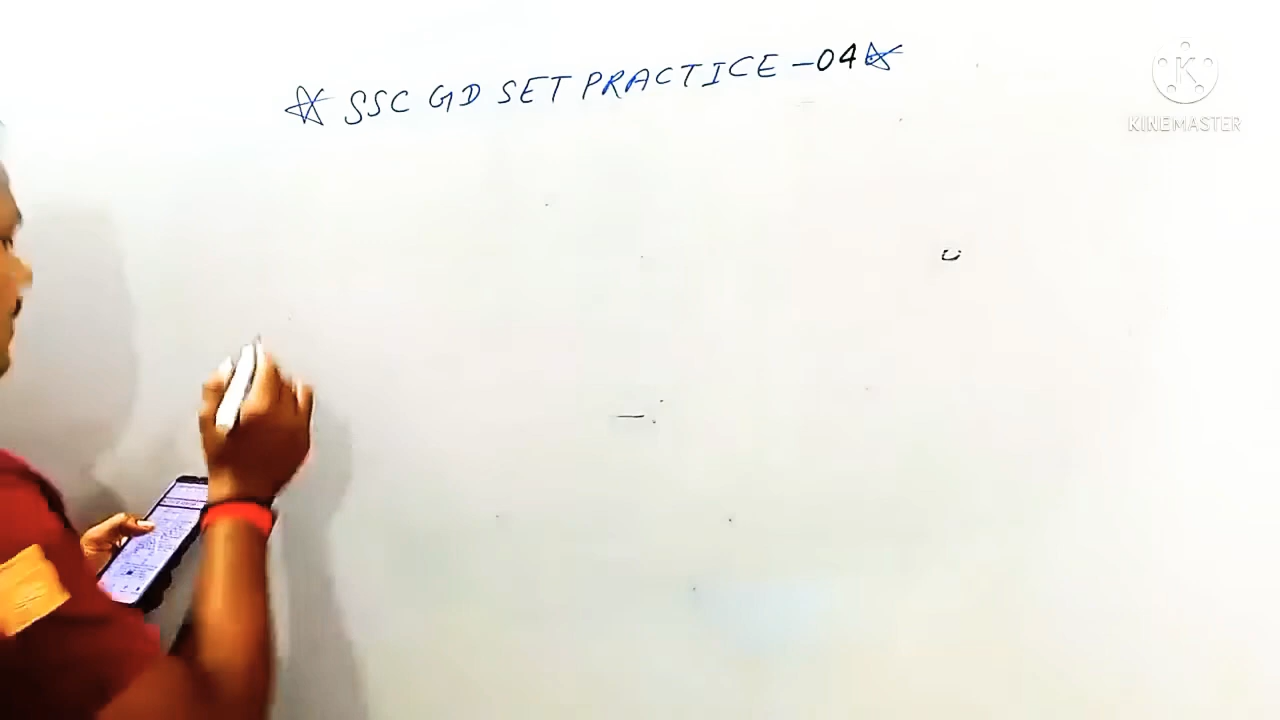 ☆ SSC GD SET PRACTICE -04☆
K
KINEMASTER